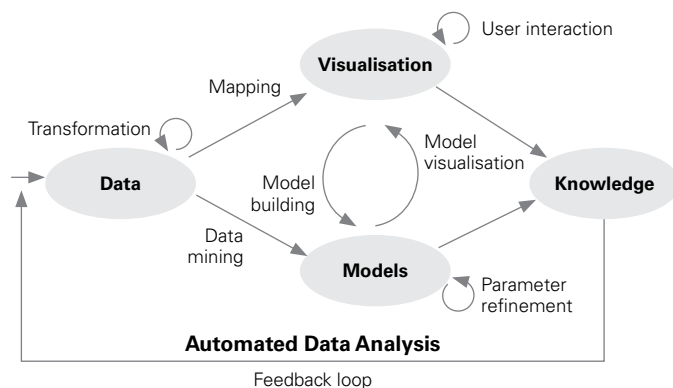 Visualisation
User interaction
Mapping
Transformation
Data
Model
building
Model
visualisation
Knowledge
Data
mining
Models
Parameter
refinement
Automated Data Analysis
Feedback loop